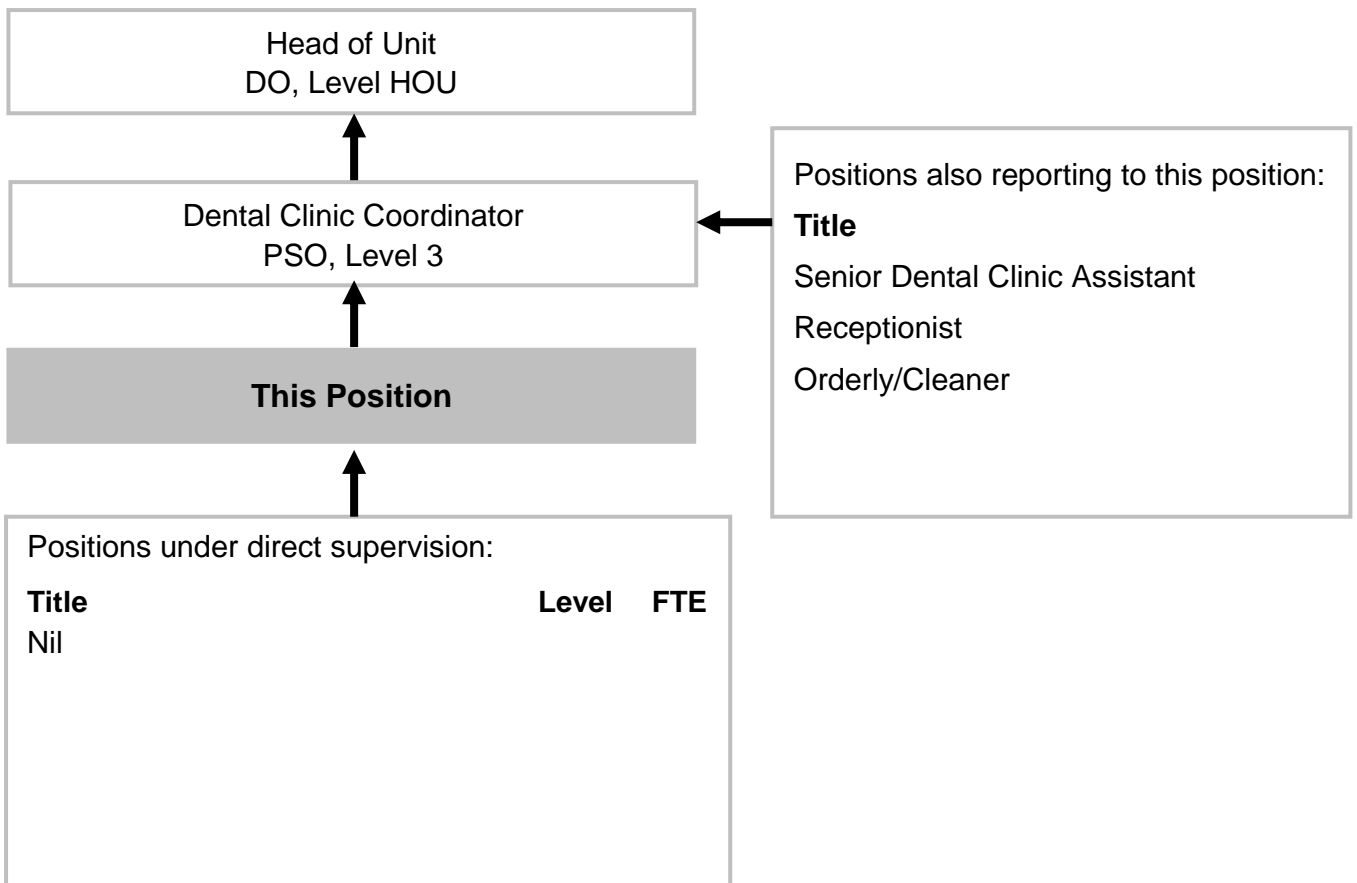 Head of Unit
DO, Level HOU
Dental Clinic Coordinator
PSO, Level 3
This Position
Positions also reporting to this position:
Title
Senior Dental Clinic Assistant
Receptionist
Orderly/Cleaner
Positions under direct supervision:
Title Level FTE
Nil